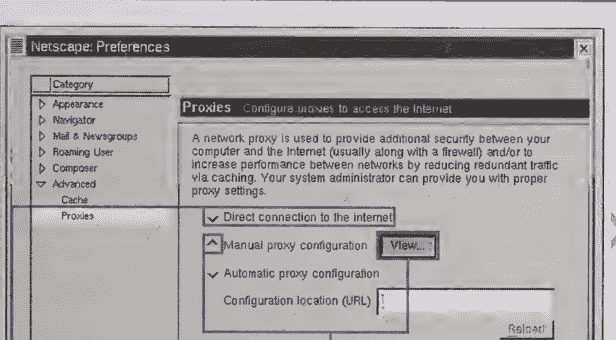 Netscape: Preferences
Category
Appearance
Navigator
Mail & Newsgroups
Roaming User
Composer
Advanced
Cache
Proxies
Proxies Configure proxies to access the Internet
A network proxy is used to provide additional security between your
computer and the Internet (usually along with a firewall) and/or to
increase performance between networks by reducing redundant traffic
via caching. Your system administrator can provide you with proper
proxy settings.
Direct connection to the internet
Manual proxy configuration View...
Automatic proxy configuration
Configuration location (URL)
Reload